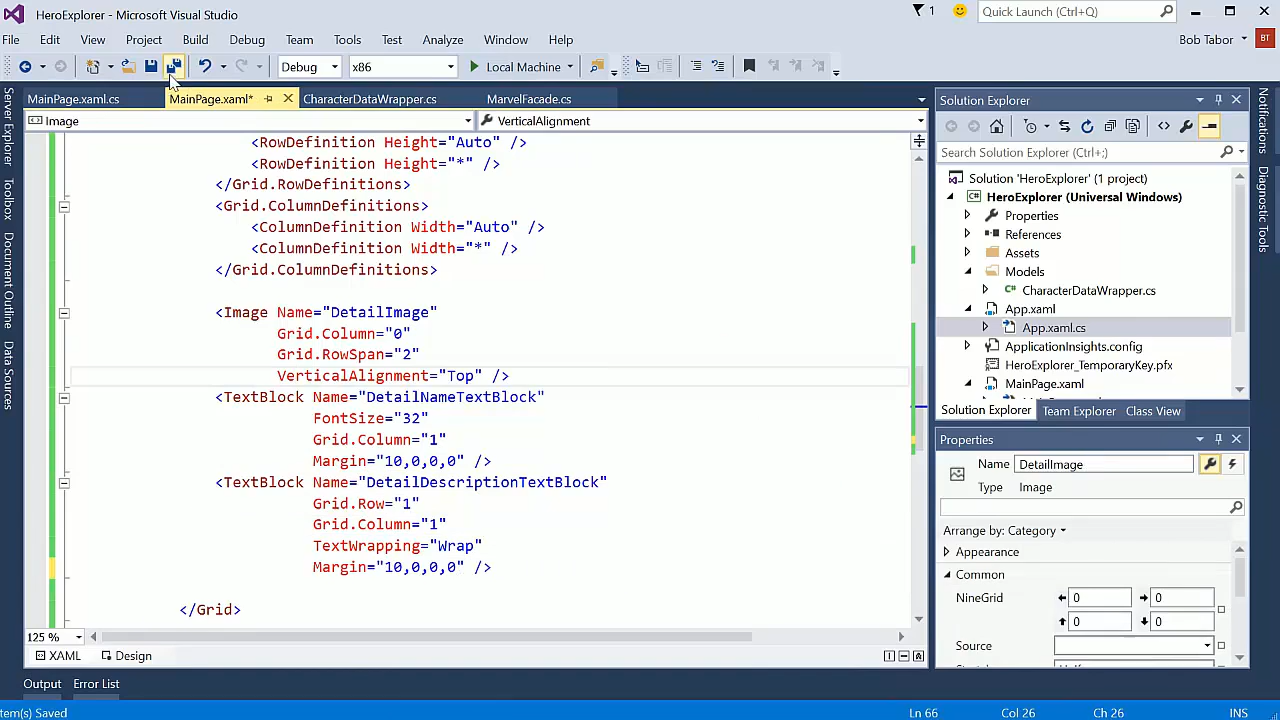 HeroExplorer - Microsoft Visual Studio
1
Quick Launch (Ctrl+Q)
File Edit View Project Build Debug Team Tools Test Analyze Window Help
Bob Tabor BT
Debug x86 Local Machine
MainPage.xaml.cs MainPage.xaml* CharacterDataWrapper.cs MarvelFacade.cs
Image VerticalAlignment
<RowDefinition Height="Auto" />
<RowDefinition Height="*" />
</Grid.RowDefinitions>
<Grid.ColumnDefinitions>
<ColumnDefinition Width="Auto" />
<ColumnDefinition Width="*" />
</Grid.ColumnDefinitions>
<Image Name="DetailImage"
Grid.Column="0"
Grid.RowSpan="2"
VerticalAlignment="Top" />
<TextBlock Name="DetailNameTextBlock"
FontSize="32"
Grid.Column="1"
Margin="10,0,0,0" />
<TextBlock Name="DetailDescriptionTextBlock"
Grid.Row="1"
Grid.Column="1"
TextWrapping="Wrap"
Margin="10,0,0,0" />
</Grid>
125 %
XAML Design
Server Explorer
Toolbox
Document Outline
Data Sources
Solution Explorer
Search Solution Explorer (Ctrl+;)
Solution 'HeroExplorer' (1 project)
HeroExplorer (Universal Windows)
Properties
References
Assets
Models
C# CharacterDataWrapper.cs
App.xaml
App.xaml.cs
ApplicationInsights.config
HeroExplorer_TemporaryKey.pfx
MainPage.xaml
Solution Explorer Team Explorer Class View
Properties
Name DetailImage
Type Image
Arrange by: Category
Appearance
Common
NineGrid 0 0
0 0
Source
Notifications
Diagnostic Tools
Output Error List
tem(s) Saved
Ln 66 Col 26 Ch 26 INS